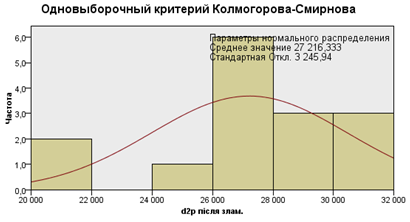 Одновыборочный критерий Колмогорова-Смирнова
Параметры нормального распределения
Среднее значение 27 216,333
Стандартная Откл. 3 245,94
6,0
5,0
4,0
3,0
2,0
1,0
0,0
Частота
20 000 22 000 24 000 26 000 28 000 30 000 32 000
d2p після злам.